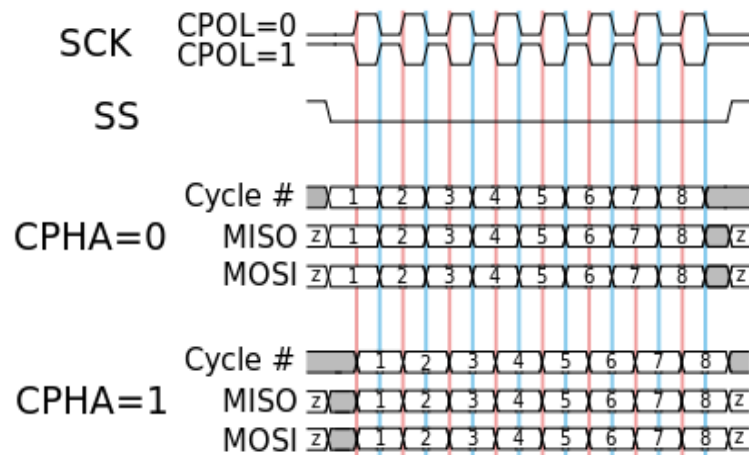 SCK CPOL=0
CPOL=1
SS
Cycle # 1 2 3 4 5 6 7 8
CPHA=0 MISO z 1 2 3 4 5 6 7 8 z
MOSI z 1 2 3 4 5 6 7 8 z
Cycle # 1 2 3 4 5 6 7 8
CPHA=1 MISO z 1 2 3 4 5 6 7 8 z
MOSI z 1 2 3 4 5 6 7 8 z